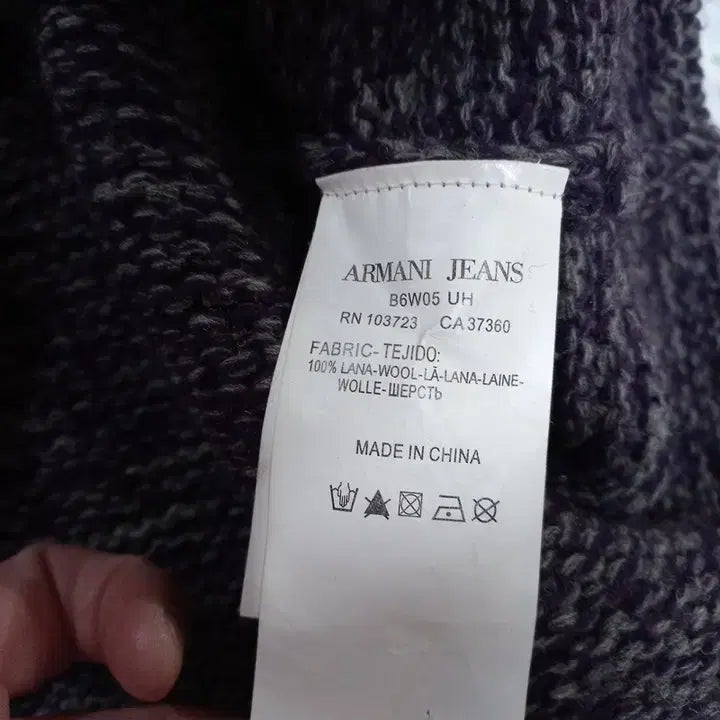 ARMANI JEANS
B6W05 UH
RN 103723 CA 37360
FABRIC-TEJIDO:
100% LANA-WOOL-LÃ-LANA-LAINE-
WOLLE-ШЕРСТЬ
MADE IN CHINA